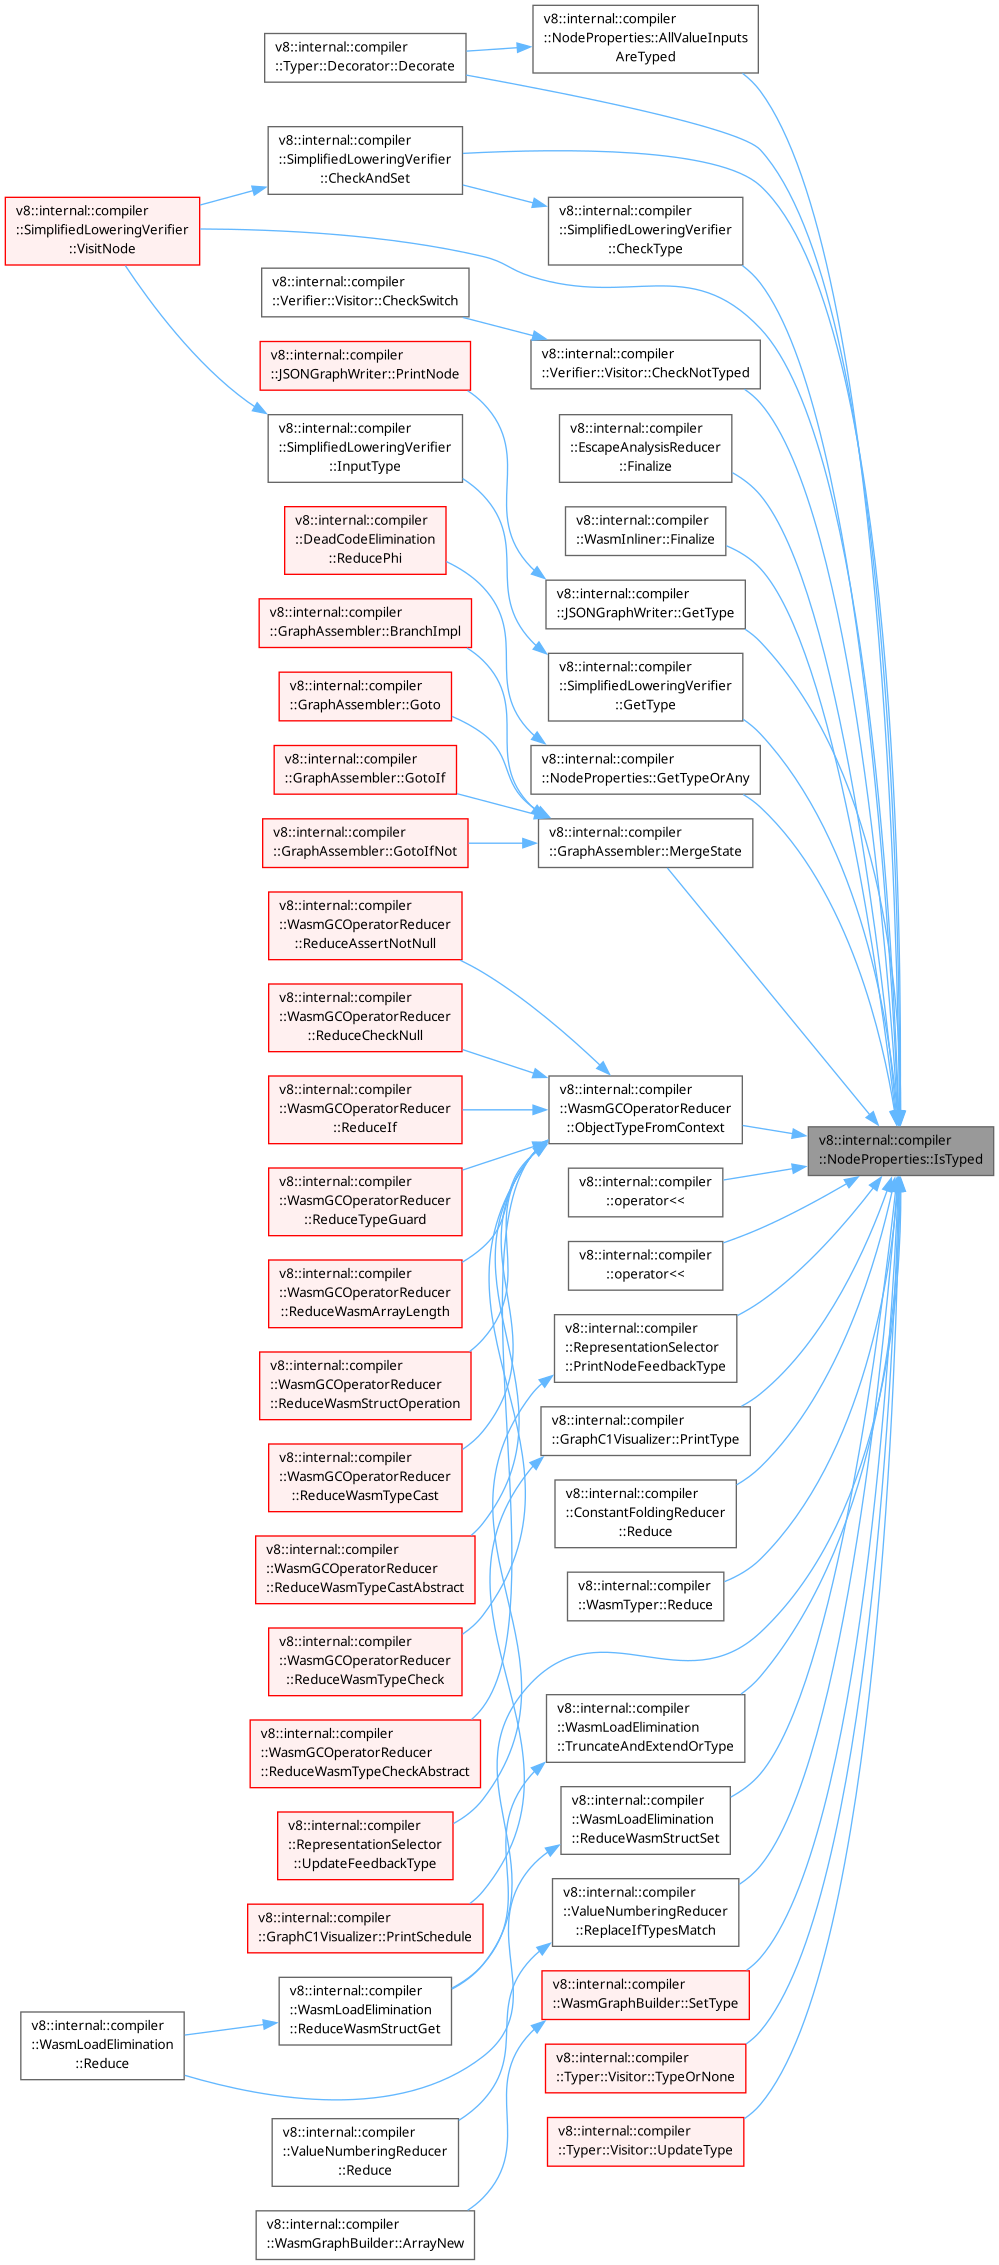 v8::internal::compiler
::NodeProperties::AllValueInputs
AreTyped
v8::internal::compiler
::Typer::Decorator::Decorate
v8::internal::compiler
::SimplifiedLoweringVerifier
::CheckAndSet
v8::internal::compiler
::SimplifiedLoweringVerifier
::VisitNode
v8::internal::compiler
::SimplifiedLoweringVerifier
::CheckType
v8::internal::compiler
::Verifier::Visitor::CheckSwitch
v8::internal::compiler
::Verifier::Visitor::CheckNotTyped
v8::internal::compiler
::JSONGraphWriter::PrintNode
v8::internal::compiler
::SimplifiedLoweringVerifier
::InputType
v8::internal::compiler
::EscapeAnalysisReducer
::Finalize
v8::internal::compiler
::DeadCodeElimination
::ReducePhi
v8::internal::compiler
::WasmInliner::Finalize
v8::internal::compiler
::JSONGraphWriter::GetType
v8::internal::compiler
::GraphAssembler::BranchImpl
v8::internal::compiler
::SimplifiedLoweringVerifier
::GetType
v8::internal::compiler
::GraphAssembler::Goto
v8::internal::compiler
::GraphAssembler::GotoIf
v8::internal::compiler
::NodeProperties::GetTypeOrAny
v8::internal::compiler
::GraphAssembler::GotoIfNot
v8::internal::compiler
::GraphAssembler::MergeState
v8::internal::compiler
::WasmGCOperatorReducer
::ReduceAssertNotNull
v8::internal::compiler
::WasmGCOperatorReducer
::ReduceCheckNull
v8::internal::compiler
::WasmGCOperatorReducer
::ReduceIf
v8::internal::compiler
::WasmGCOperatorReducer
::ObjectTypeFromContext
v8::internal::compiler
::NodeProperties::IsTyped
v8::internal::compiler
::WasmGCOperatorReducer
::ReduceTypeGuard
v8::internal::compiler
::operator<<
v8::internal::compiler
::WasmGCOperatorReducer
::ReduceWasmArrayLength
v8::internal::compiler
::operator<<
v8::internal::compiler
::WasmGCOperatorReducer
::ReduceWasmStructOperation
v8::internal::compiler
::RepresentationSelector
::PrintNodeFeedbackType
v8::internal::compiler
::WasmGCOperatorReducer
::ReduceWasmTypeCast
v8::internal::compiler
::GraphC1Visualizer::PrintType
v8::internal::compiler
::WasmGCOperatorReducer
::ReduceWasmTypeCastAbstract
v8::internal::compiler
::ConstantFoldingReducer
::Reduce
v8::internal::compiler
::WasmTyper::Reduce
v8::internal::compiler
::WasmGCOperatorReducer
::ReduceWasmTypeCheck
v8::internal::compiler
::WasmGCOperatorReducer
::ReduceWasmTypeCheckAbstract
v8::internal::compiler
::WasmLoadElimination
::TruncateAndExtendOrType
v8::internal::compiler
::RepresentationSelector
::UpdateFeedbackType
v8::internal::compiler
::WasmLoadElimination
::ReduceWasmStructSet
v8::internal::compiler
::GraphC1Visualizer::PrintSchedule
v8::internal::compiler
::ValueNumberingReducer
::ReplaceIfTypesMatch
v8::internal::compiler
::WasmLoadElimination
::ReduceWasmStructGet
v8::internal::compiler
::WasmGraphBuilder::SetType
v8::internal::compiler
::WasmLoadElimination
::Reduce
v8::internal::compiler
::Typer::Visitor::TypeOrNone
v8::internal::compiler
::ValueNumberingReducer
::Reduce
v8::internal::compiler
::Typer::Visitor::UpdateType
v8::internal::compiler
::WasmGraphBuilder::ArrayNew